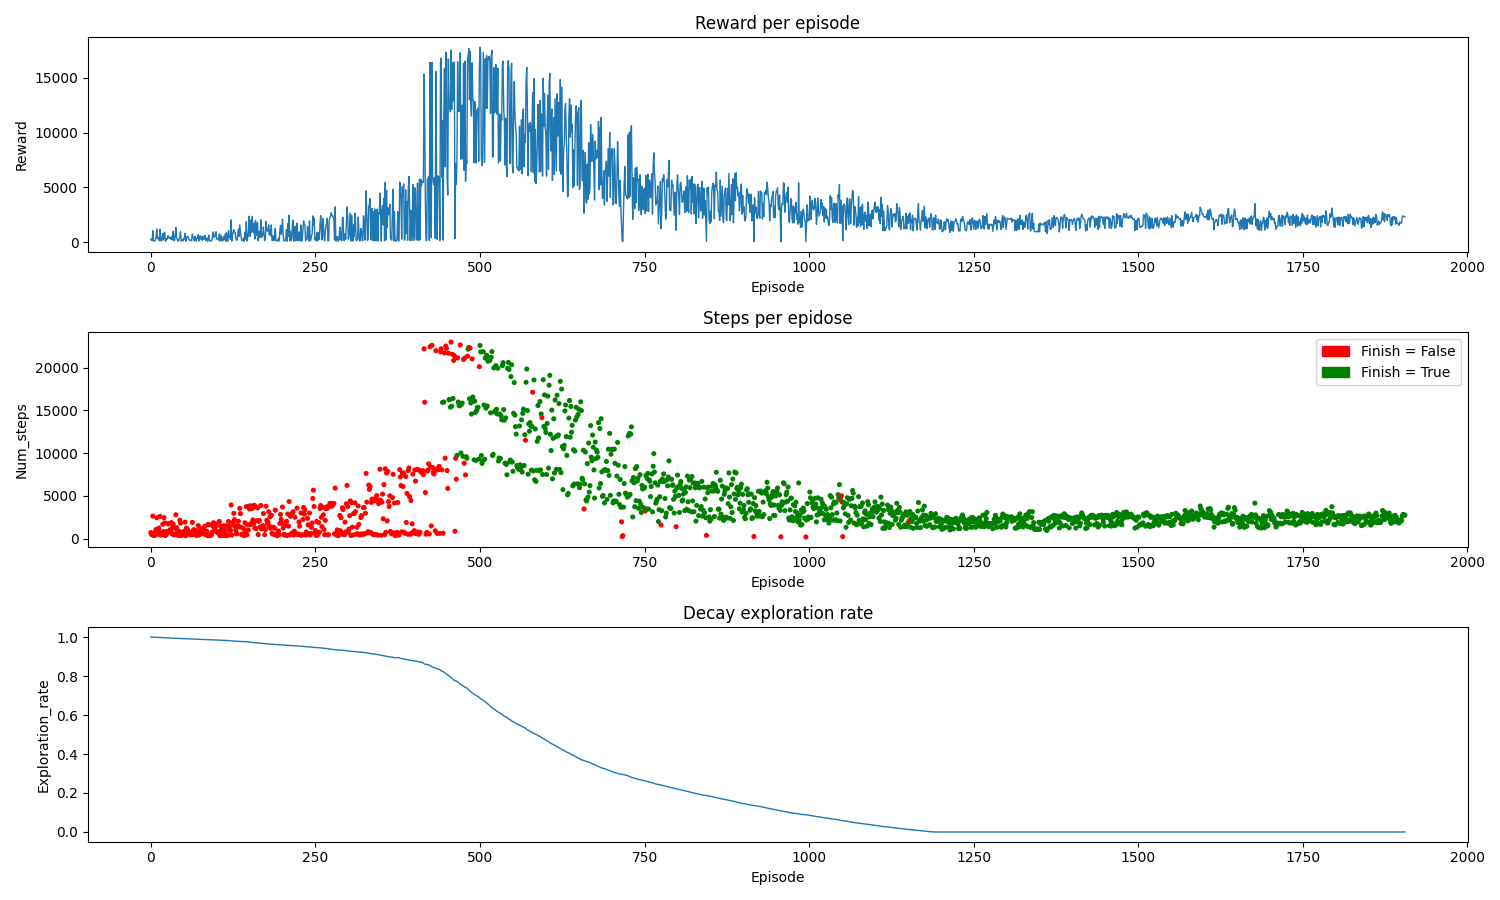 Reward per episode
15000
10000
5000
0
Reward
0 250 500 750 1000 1250 1500 1750 2000
Episode
Steps per epidose
Finish = False
Finish = True
20000
15000
10000
5000
0
Num_steps
0 250 500 750 1000 1250 1500 1750 2000
Episode
Decay exploration rate
1.0
0.8
0.6
0.4
0.2
0.0
Exploration_rate
0 250 500 750 1000 1250 1500 1750 2000
Episode